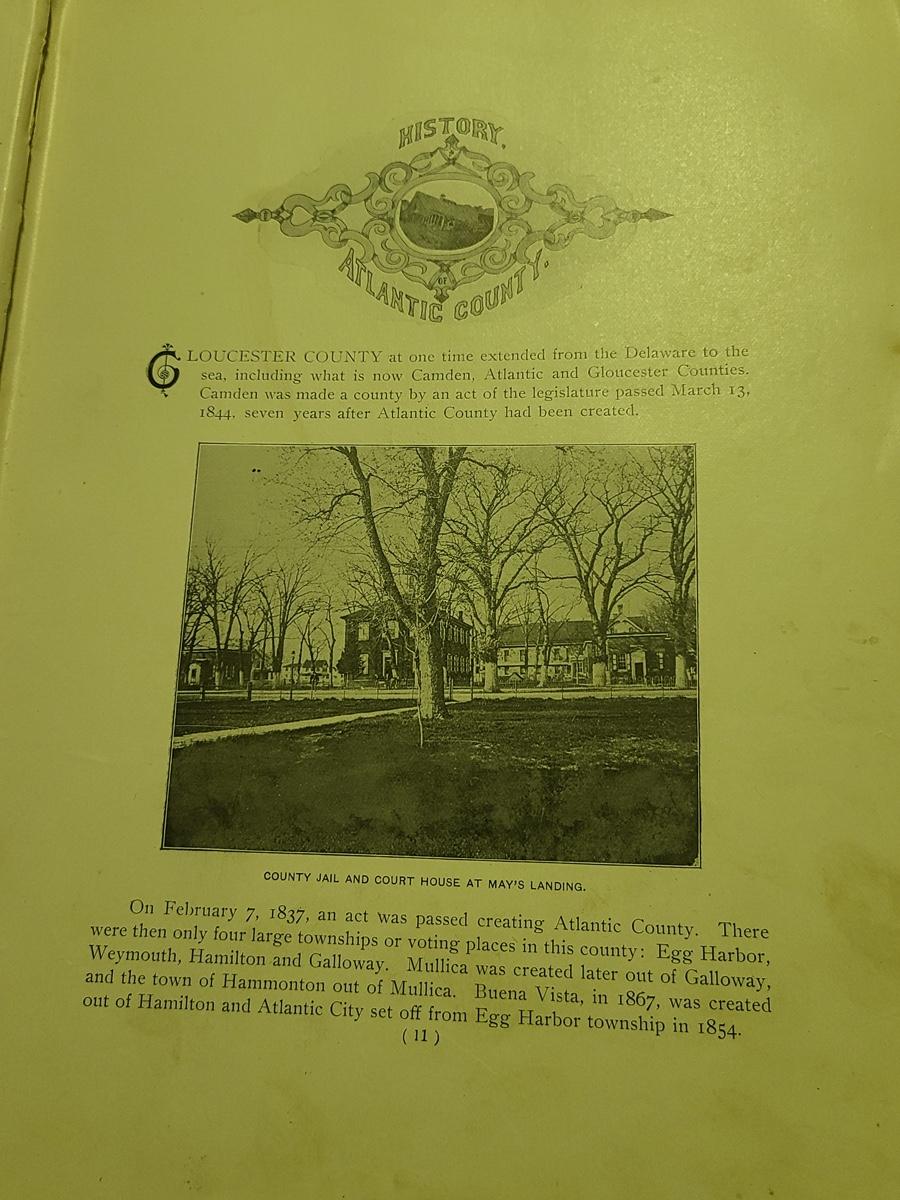 HISTORY.
OF
ATLANTIC COUNTY.
GLOUCESTER COUNTY at one time extended from the Delaware to the
sea, including what is now Camden, Atlantic and Gloucester Counties.
Camden was made a county by an act of the legislature passed March 13,
1844, seven years after Atlantic County had been created.
COUNTY JAIL AND COURT HOUSE AT MAY'S LANDING.
On February 7, 1837, an act was passed creating Atlantic County. There
were then only four large townships or voting places in this county: Egg Harbor,
Weymouth, Hamilton and Galloway. Mullica was created later out of Galloway,
and the town of Hammonton out of Mullica. Buena Vista, in 1867, was created
out of Hamilton and Atlantic City set off from Egg Harbor township in 1854.
( 11 )